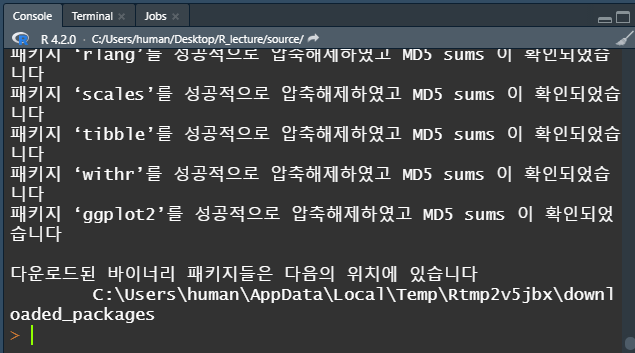 Console Terminal × Jobs ×
R 4.2.0 · C:/Users/human/Desktop/R_lecture/source/
패키지 ‘rlang’를 성공적으로 압축해제하였고 MD5 sums 이 확인되었습
니다
패키지 ‘scales’를 성공적으로 압축해제하였고 MD5 sums 이 확인되었습
니다
패키지 ‘tibble’를 성공적으로 압축해제하였고 MD5 sums 이 확인되었습
니다
패키지 ‘withr’를 성공적으로 압축해제하였고 MD5 sums 이 확인되었습
니다
패키지 ‘ggplot2’를 성공적으로 압축해제하였고 MD5 sums 이 확인되었
습니다
다운로드된 바이너리 패키지들은 다음의 위치에 있습니다
C:\Users\human\AppData\Local\Temp\Rtmp2v5jbx\downl
oaded_packages
>